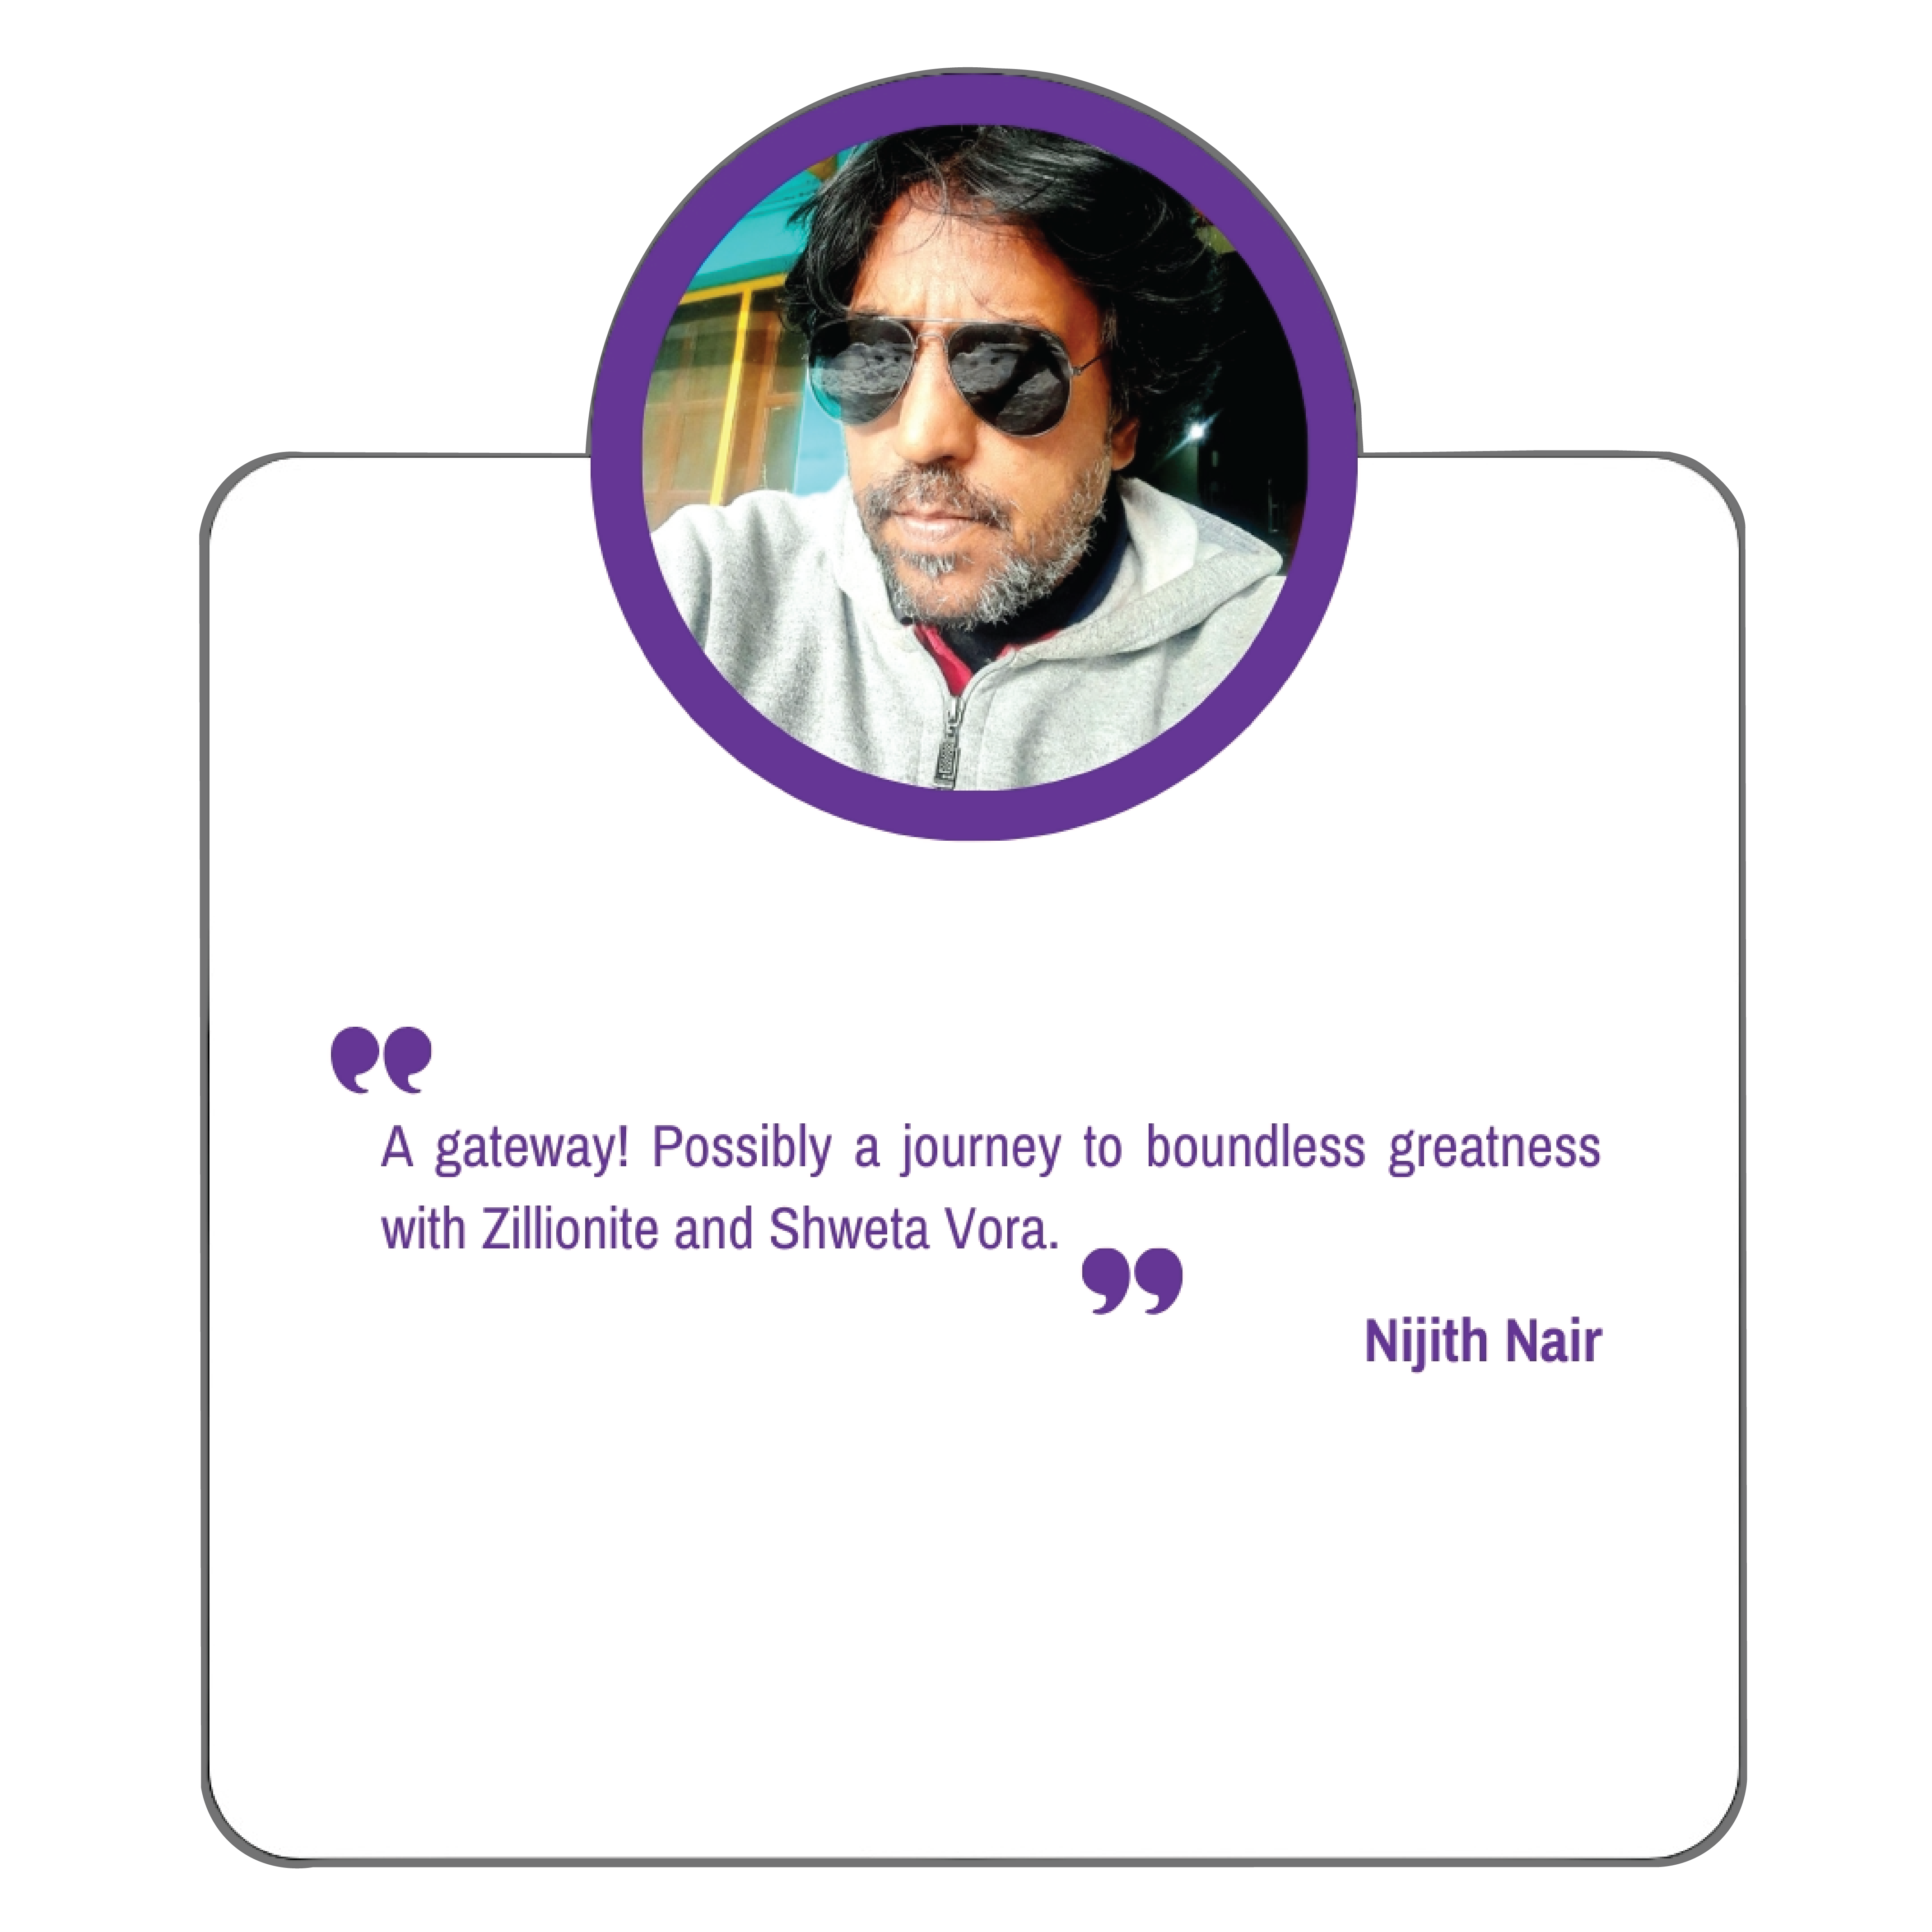 A gateway! Possibly a journey to boundless greatness
with Zillionite and Shweta Vora.
Nijith Nair